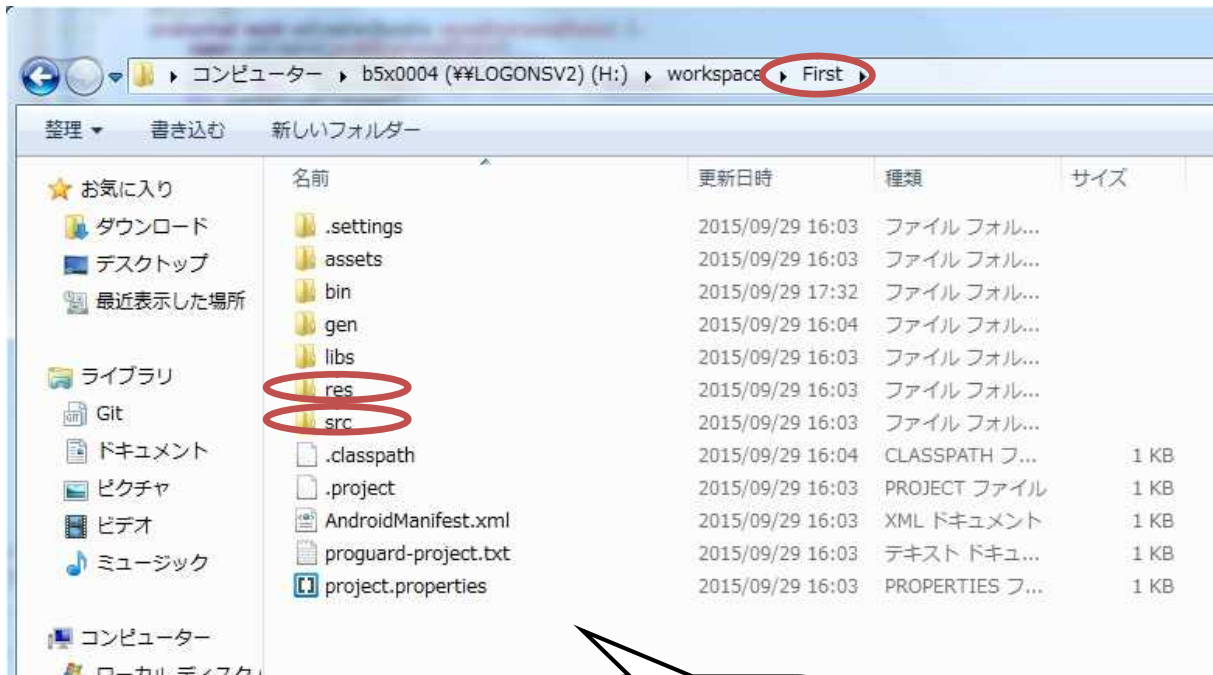 コンピューター ▸ b5x0004 (¥¥LOGONSV2) (H:) ▸ workspace ▸ First ▸
整理 ▼ 書き込む 新しいフォルダー
お気に入り
ダウンロード
デスクトップ
最近表示した場所
ライブラリ
Git
ドキュメント
ピクチャ
ビデオ
ミュージック
コンピューター
名前 更新日時 種類 サイズ
.settings 2015/09/29 16:03 ファイル フォル...
assets 2015/09/29 16:03 ファイル フォル...
bin 2015/09/29 17:32 ファイル フォル...
gen 2015/09/29 16:04 ファイル フォル...
libs 2015/09/29 16:03 ファイル フォル...
res 2015/09/29 16:03 ファイル フォル...
src 2015/09/29 16:03 ファイル フォル...
.classpath 2015/09/29 16:04 CLASSPATH フ... 1 KB
.project 2015/09/29 16:03 PROJECT ファイル 1 KB
AndroidManifest.xml 2015/09/29 16:03 XML ドキュメント 1 KB
proguard-project.txt 2015/09/29 16:03 テキスト ドキュ... 1 KB
project.properties 2015/09/29 16:03 PROPERTIES フ... 1 KB